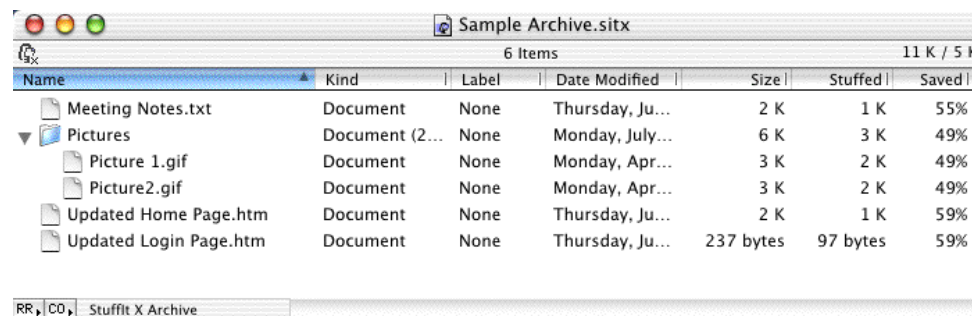 Sample Archive.sitx
6 Items 11 K / 5 K
Name Kind Label Date Modified Size Stuffed Saved
Meeting Notes.txt Document None Thursday, Ju... 2 K 1 K 55%
Pictures Document (2... None Monday, July... 6 K 3 K 49%
Picture 1.gif Document None Monday, Apr... 3 K 2 K 49%
Picture2.gif Document None Monday, Apr... 3 K 2 K 49%
Updated Home Page.htm Document None Thursday, Ju... 2 K 1 K 59%
Updated Login Page.htm Document None Thursday, Ju... 237 bytes 97 bytes 59%
RR CO StuffIt X Archive